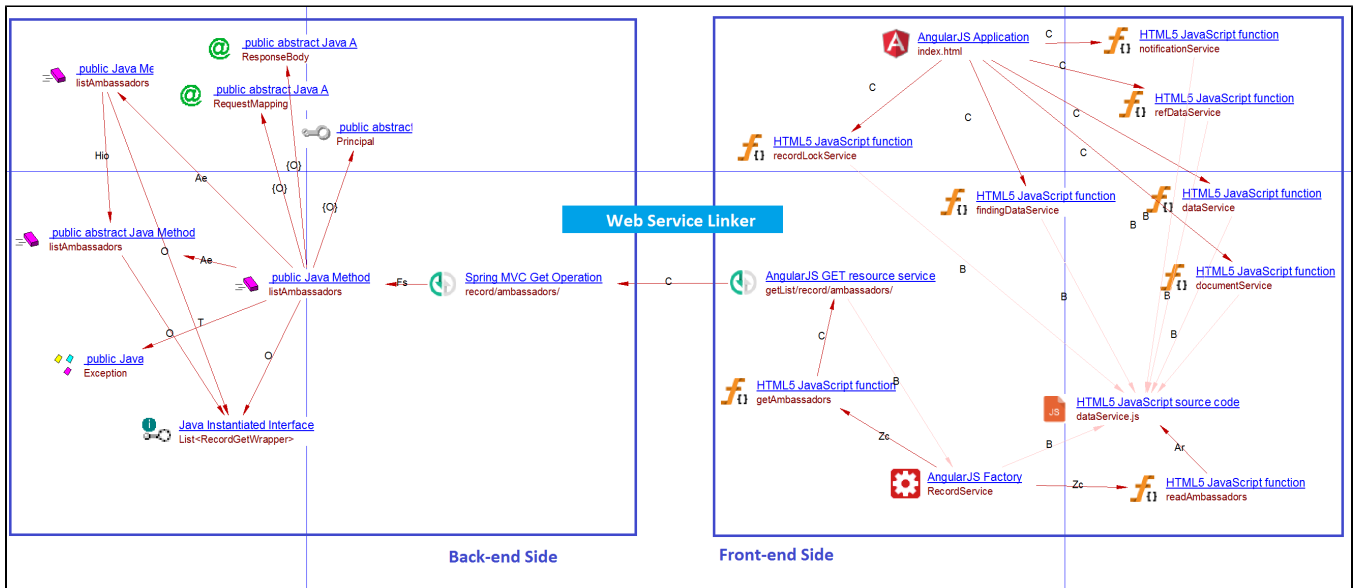 public abstract Java A
ResponseBody
public Java Me
listAmbassadors
public abstract Java A
RequestMapping
public abstract
Principal
Hio
{O}
Ae
{O}
{O}
public abstract Java Method
listAmbassadors
O
Ae
public Java Method
listAmbassadors
Fs
Spring MVC Get Operation
record/ambassadors/
T
O
O
public Java
Exception
i
Java Instantiated Interface
List<RecordGetWrapper>
Back-end Side
Web Service Linker
C
AngularJS Application
index.html
C
HTML5 JavaScript function
notificationService
C
C
HTML5 JavaScript function
refDataService
C
C
C
HTML5 JavaScript function
recordLockService
HTML5 JavaScript function
findingDataService
HTML5 JavaScript function
dataService
B
B
AngularJS GET resource service
getList/record/ambassadors/
B
HTML5 JavaScript function
documentService
B
B
B
C
B
HTML5 JavaScript function
getAmbassadors
JS
HTML5 JavaScript source code
dataService.js
Zc
B
Ar
AngularJS Factory
RecordService
Zc
HTML5 JavaScript function
readAmbassadors
Front-end Side